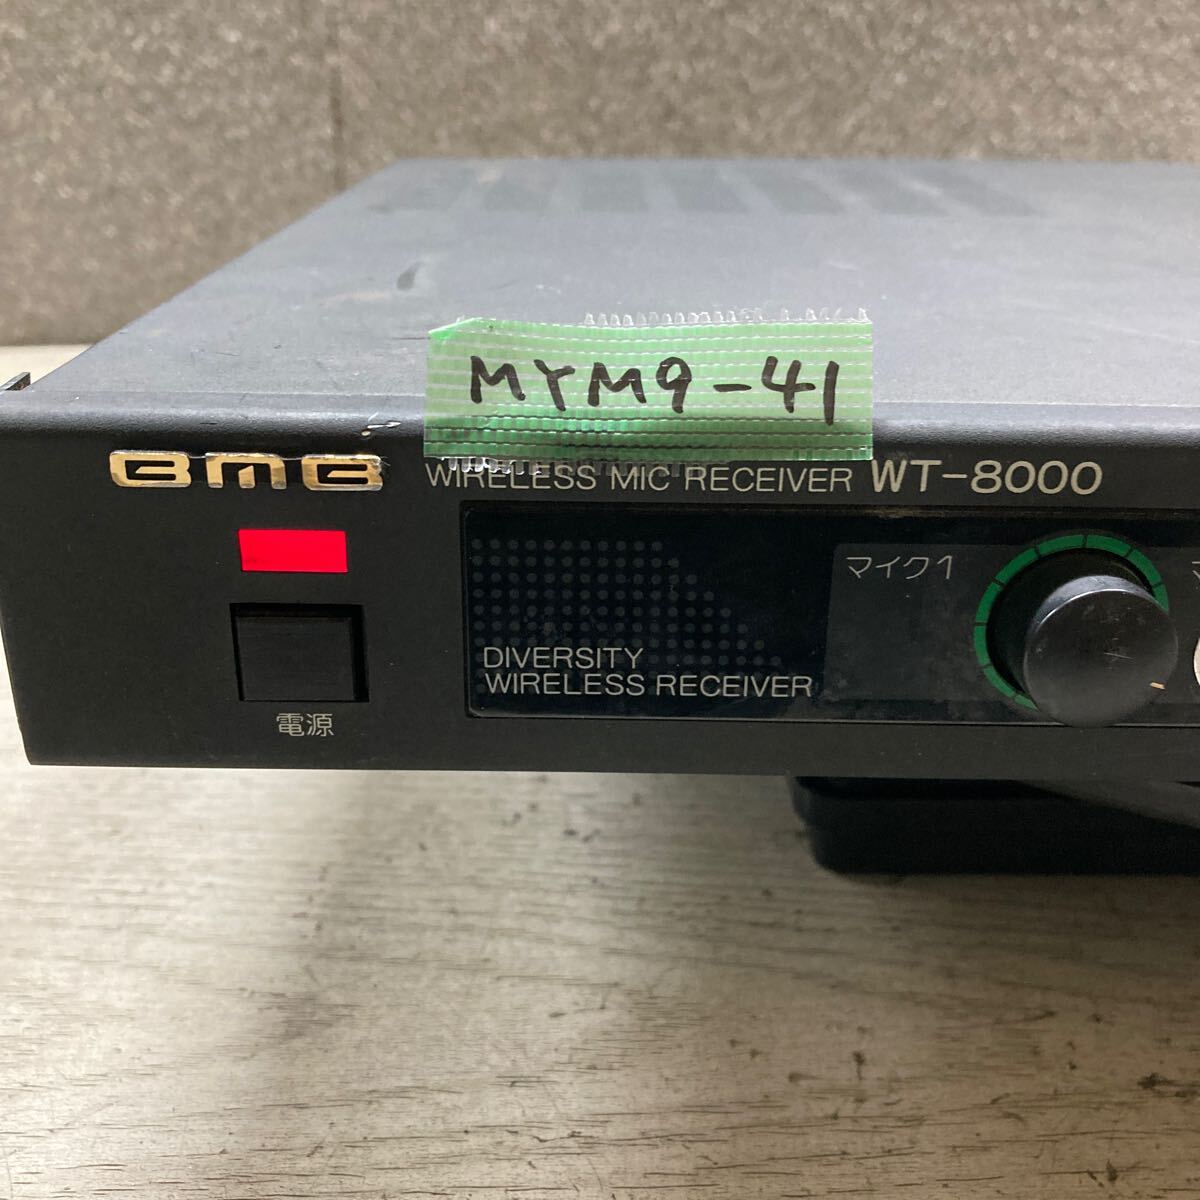 MYM9-41
BMB WIRELESS MIC RECEIVER WT-8000
マイク1
DIVERSITY
WIRELESS RECEIVER
電源